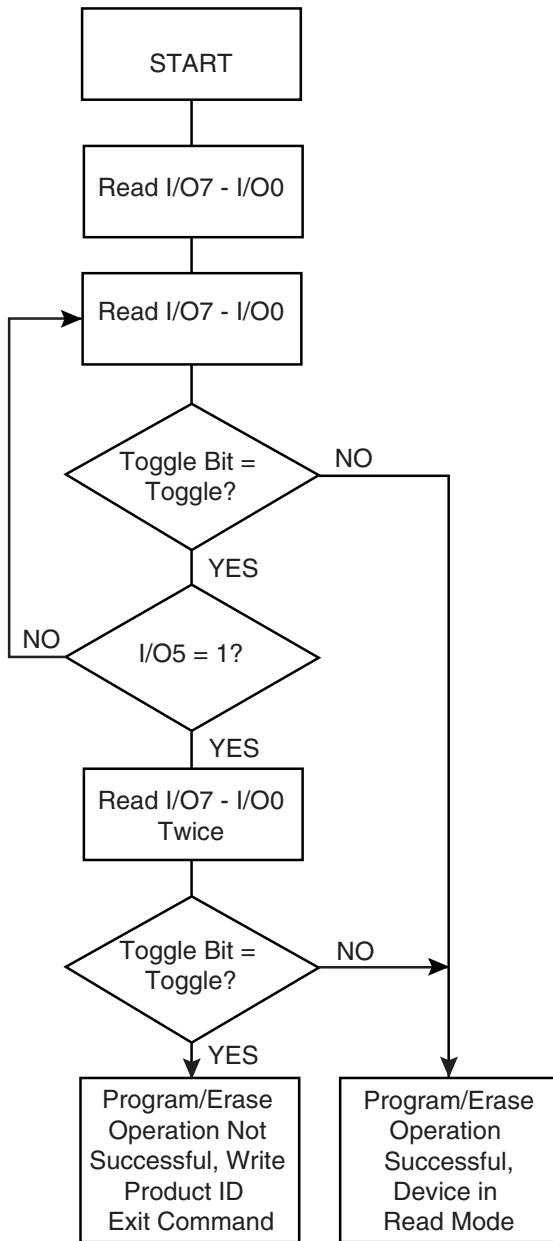 START
Read I/O7 - I/O0
Read I/O7 - I/O0
Toggle Bit =
Toggle?
NO
YES
NO
I/O5 = 1?
YES
Read I/O7 - I/O0
Twice
Toggle Bit =
Toggle?
NO
YES
Program/Erase
Operation Not
Successful, Write
Product ID
Exit Command
Program/Erase
Operation
Successful,
Device in
Read Mode